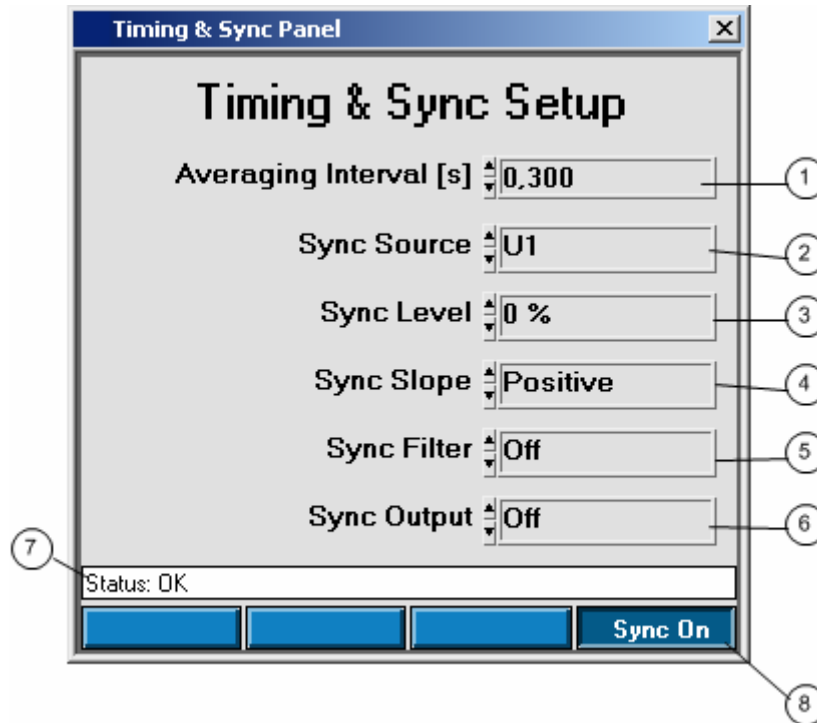 Timing & Sync Panel
Timing & Sync Setup
Averaging Interval [s] 0,300 1
Sync Source U1 2
Sync Level 0 % 3
Sync Slope Positive 4
Sync Filter Off 5
Sync Output Off 6
7
Status: OK
Sync On
8